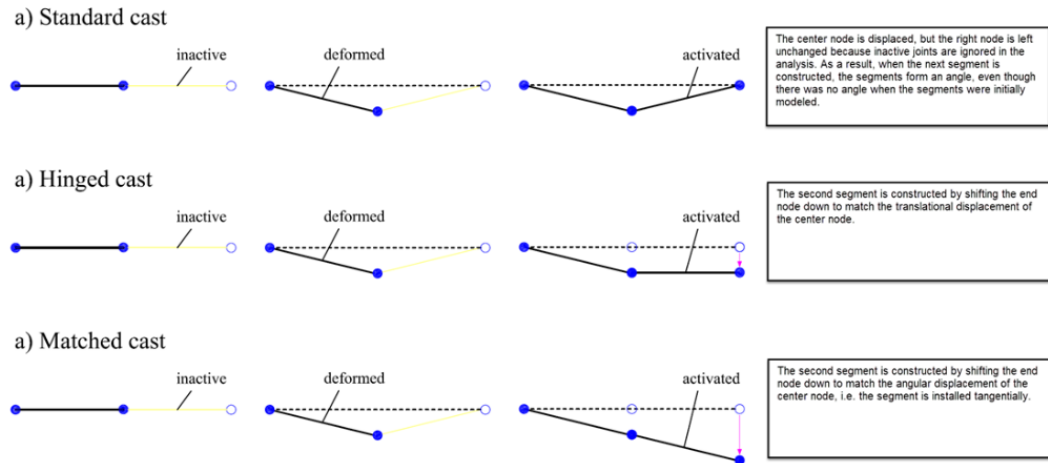 a) Standard cast
inactive
deformed
activated
The center node is displaced, but the right node is left
unchanged because inactive joints are ignored in the
analysis. As a result, when the next segment is
constructed, the segments form an angle, even though
there was no angle when the segments were initially
modeled.
a) Hinged cast
inactive
deformed
activated
The second segment is constructed by shifting the end
node down to match the translational displacement of
the center node.
a) Matched cast
inactive
deformed
activated
The second segment is constructed by shifting the end
node down to match the angular displacement of the
center node, i.e. the segment is installed tangentially.